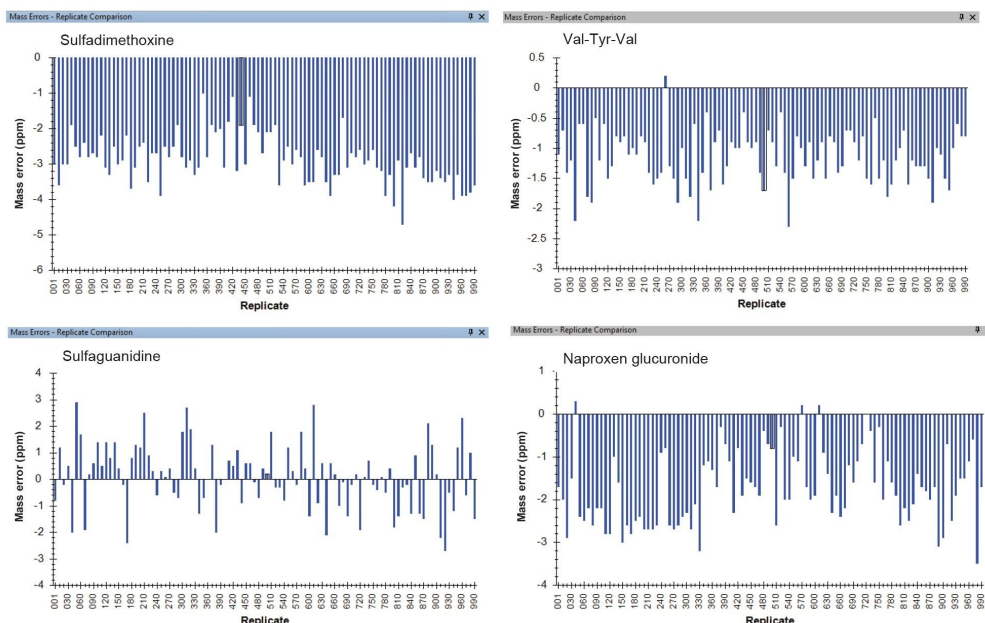 Mass Errors - Replicate Comparison
Sulfadimethoxine
0
-1
-2
-3
-4
-5
-6
Mass error (ppm)
001 030 060 090 120 150 180 210 240 270 300 330 360 390 420 450 480 510 540 570 600 630 660 690 720 750 780 810 840 870 900 930 960 990
Replicate
Mass Errors - Replicate Comparison
Val-Tyr-Val
0.5
0
-0.5
-1
-1.5
-2
-2.5
-3
Mass error (ppm)
001 030 060 090 120 150 180 210 240 270 300 330 360 390 420 450 480 510 540 570 600 630 660 690 720 750 780 810 840 870 900 930 960 990
Replicate
Mass Errors - Replicate Comparison
Sulfaguanidine
4
3
2
1
0
-1
-2
-3
-4
Mass error (ppm)
001 030 060 090 120 150 180 210 240 270 300 330 360 390 420 450 480 510 540 570 600 630 660 690 720 750 780 810 840 870 900 930 960 990
Replicate
Mass Errors - Replicate Comparison
Naproxen glucuronide
1
0
-1
-2
-3
-4
Mass error (ppm)
001 030 060 090 120 150 180 210 240 270 300 330 360 390 420 450 480 510 540 570 600 630 660 690 720 750 780 810 840 870 900 930 960 990
Replicate